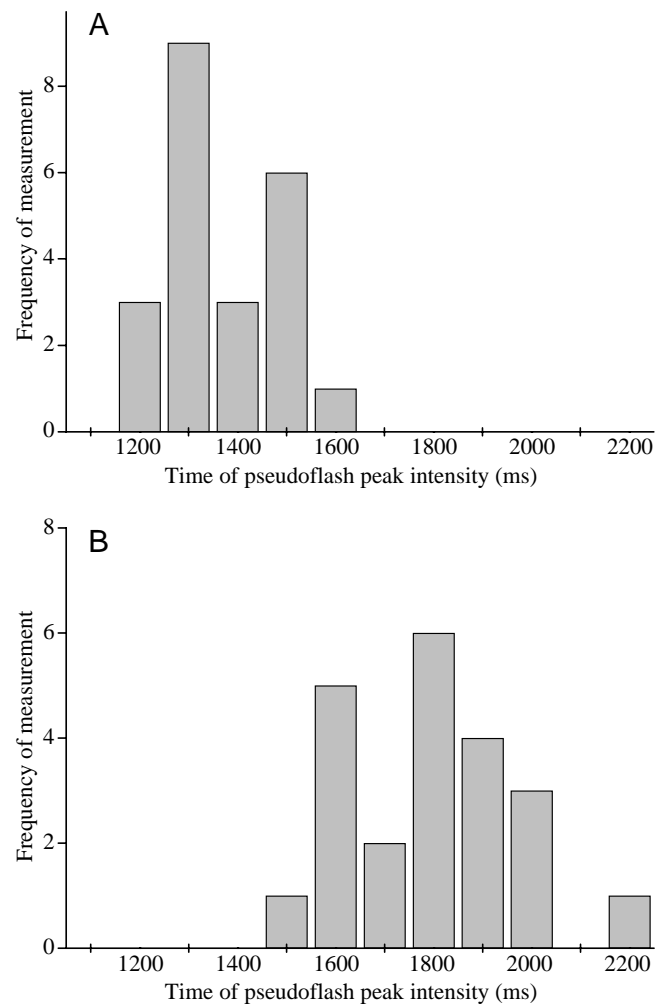 A
Frequency of measurement
8
6
4
2
0
1200 1400 1600 1800 2000 2200
Time of pseudoflash peak intensity (ms)
B
Frequency of measurement
8
6
4
2
0
1200 1400 1600 1800 2000 2200
Time of pseudoflash peak intensity (ms)